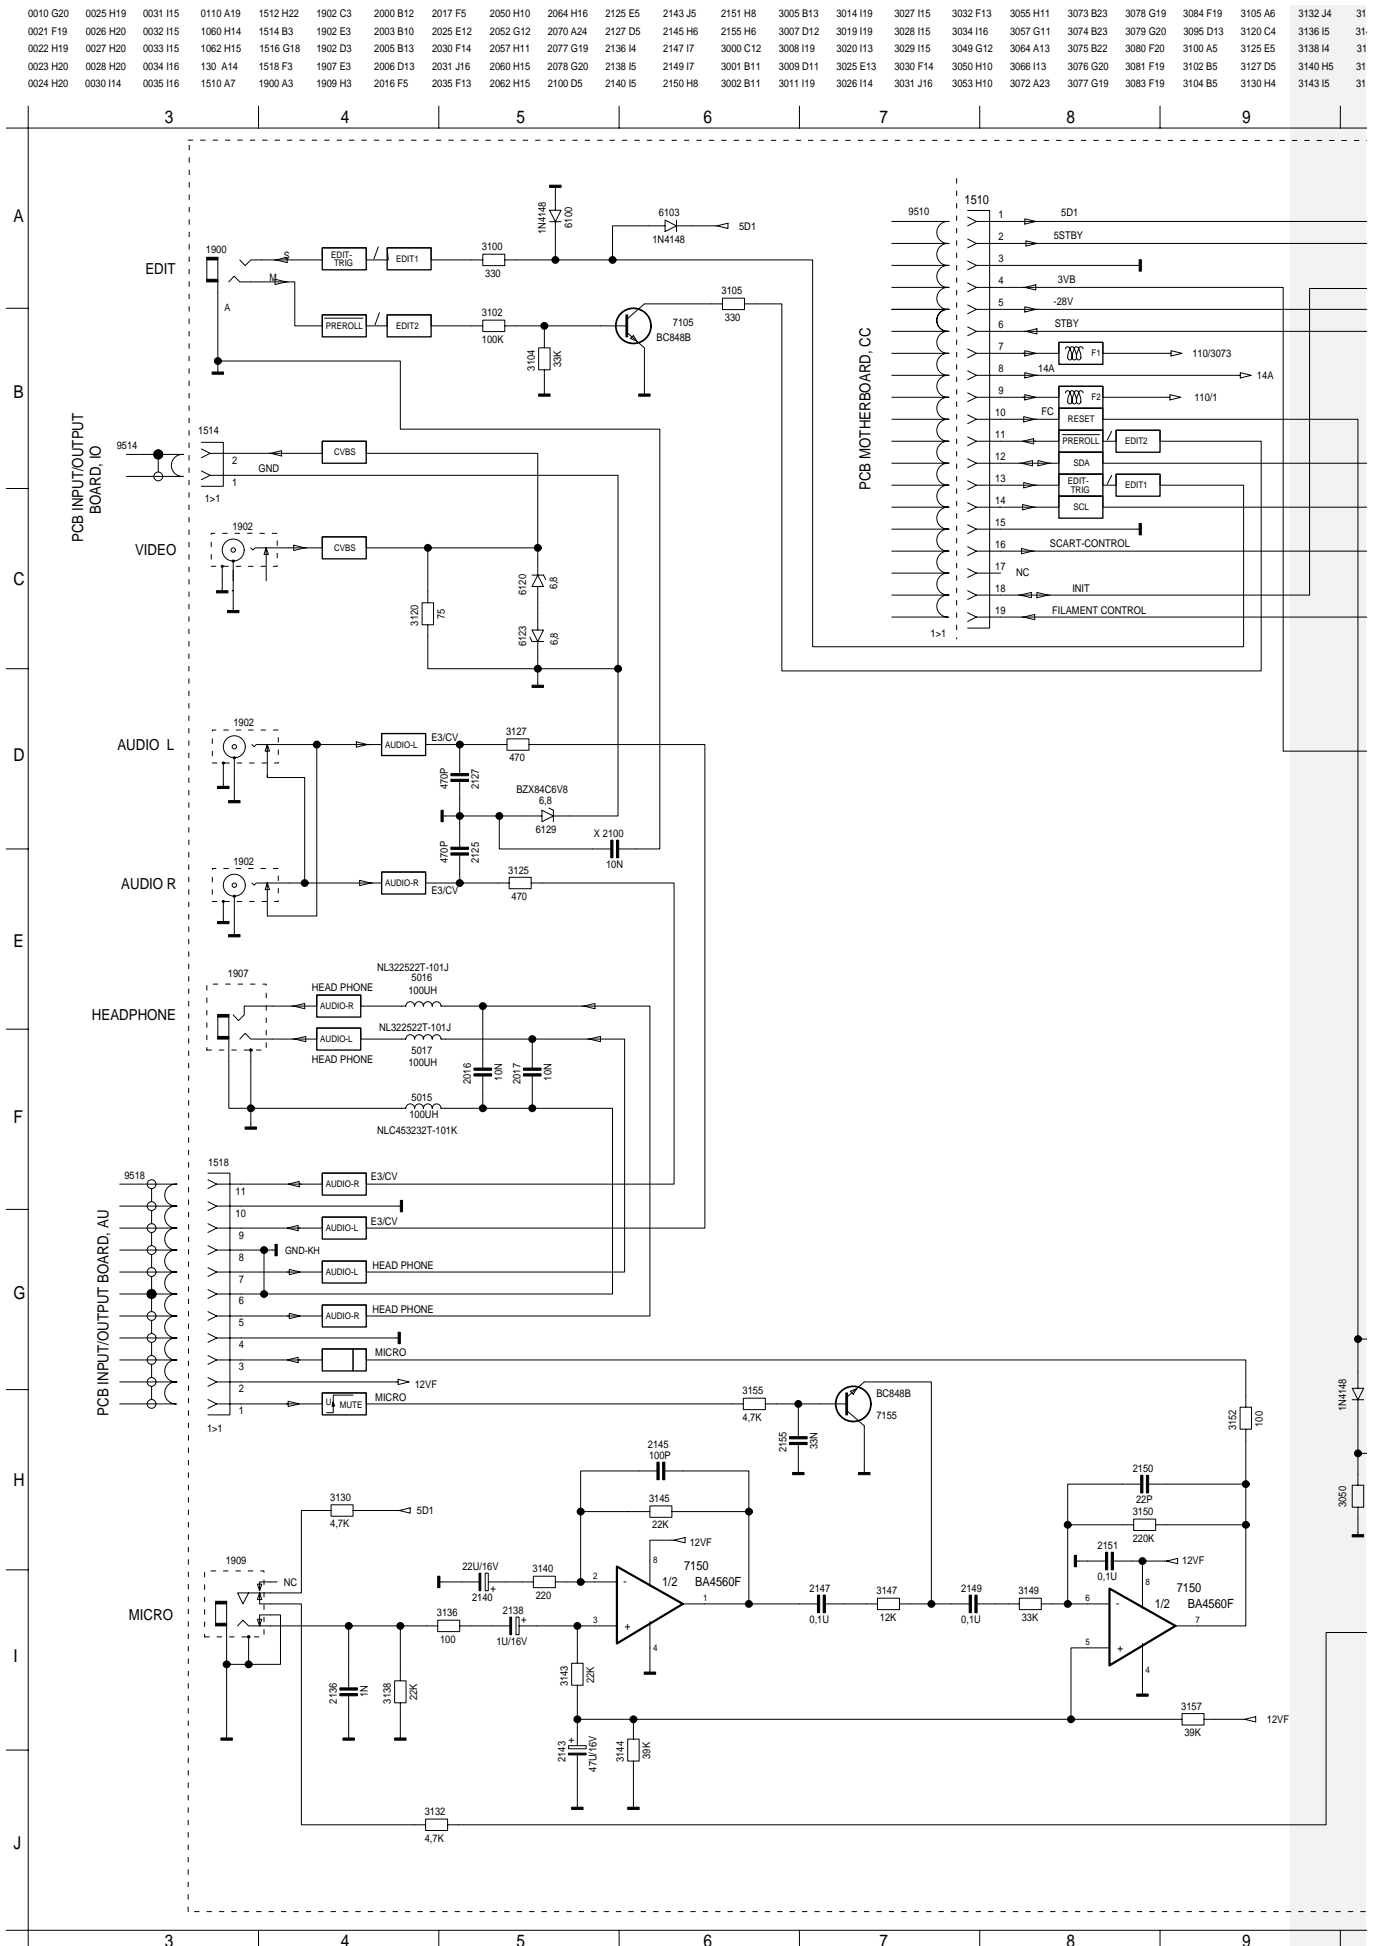 0010 G20 0025 H19 0031 I15 0110 A19 1512 H22 1902 C3 2000 B12 2017 F5 2050 H10 2064 H16 2125 E5 2143 J5 2151 H8 3005 B13 3014 I19 3027 I15 3032 F13 3055 H11 3073 B23 3078 G19 3084 F19 3105 A6 3132 J4
0021 F19 0026 H20 0032 I15 1060 H14 1514 B3 1902 E3 2003 B10 2025 E12 2052 G12 2070 A24 2127 D5 2145 H6 2155 H6 3007 D12 3019 I19 3028 I15 3034 I16 3057 G11 3074 B23 3079 G20 3095 D13 3120 C4 3136 I5
0022 H19 0027 H20 0033 I15 1062 H15 1516 G18 1902 D3 2005 B13 2030 F14 2057 H11 2077 G19 2136 I4 2147 I7 3000 C12 3008 I19 3020 I13 3029 I15 3049 G12 3064 A13 3075 B22 3080 F20 3100 A5 3125 E5 3138 I4
0023 H20 0028 H20 0034 I16 130 A14 1518 F3 1907 E3 2006 D13 2031 J16 2060 H15 2078 G20 2138 I5 2149 I7 3001 B11 3009 D11 3025 E13 3030 F14 3050 H10 3066 I13 3076 G20 3081 F19 3102 B5 3127 D5 3140 H5
0024 H20 0030 I14 0035 I16 1510 A7 1900 A3 1909 H3 2016 F5 2035 F13 2062 H15 2100 D5 2140 I5 2150 H8 3002 B11 3011 I19 3026 I14 3031 J16 3053 H10 3072 A23 3077 G19 3083 F19 3104 B5 3130 H4 3143 I5
3 4 5 6 7 8 9
A
1N4148 6100
6103
1N4148
5D1
9510 1510
1 5D1
2 5STBY
3
4 3VB
5 -28V
6 STBY
7 F1 110/3073
8 14A 14A
9 F2 110/1
10 FC RESET
11 PREROLL / EDIT2
12 SDA
13 EDIT-TRIG / EDIT1
14 SCL
15
16 SCART-CONTROL
17 NC
18 INIT
19 FILAMENT CONTROL
1>1
PCB MOTHERBOARD, CC
EDIT
1900
S
M
A
EDIT-TRIG / EDIT1
3100
330
PREROLL / EDIT2
3102
100K
3104 33K
7105
BC848B
3105
330
B
PCB INPUT/OUTPUT
BOARD, IO
9514 1514
2
1
1>1
CVBS
GND
VIDEO
1902
CVBS
C
3120 75
6120 6,8
6123 6,8
AUDIO L
1902
AUDIO-L
E3/CV
3127
470
D
470P 2127
BZX84C6V8
6,8
6129
X 2100
10N
470P 2125
AUDIO R
1902
AUDIO-R
E3/CV
3125
470
E
HEADPHONE
1907
NL322522T-101J
5016
100UH
HEAD PHONE
AUDIO-R
AUDIO-L
HEAD PHONE
NL322522T-101J
5017
100UH
2016 10N
2017 10N
F
5015
100UH
NLC453232T-101K
9518 1518
11 AUDIO-R E3/CV
10
9 AUDIO-L E3/CV
8 GND-KH
7 AUDIO-L HEAD PHONE
6
5 AUDIO-R HEAD PHONE
4
3 MICRO
2 12VF
1 U MUTE MICRO
1>1
G
PCB INPUT/OUTPUT BOARD, AU
3155
4,7K
2155 33N
BC848B
7155
3152 100
1N4148
3050
H
2145
100P
3145
22K
12VF
3130
4,7K
5D1
2150
22P
3150
220K
2151
0,1U
12VF
MICRO
1909
NC
22U/16V
2140
+
3140
220
7150
1/2 BA4560F
8
2 -
3 +
1
4
3136
100
2138
1U/16V
+
2147
0,1U
3147
12K
2149
0,1U
3149
33K
7150
1/2 BA4560F
8
6 -
5 +
7
4
I
2136 1N
3138 22K
3143 22K
2143 + 47U/16V
3144 39K
3157
39K
12VF
J
3132
4,7K
3 4 5 6 7 8 9